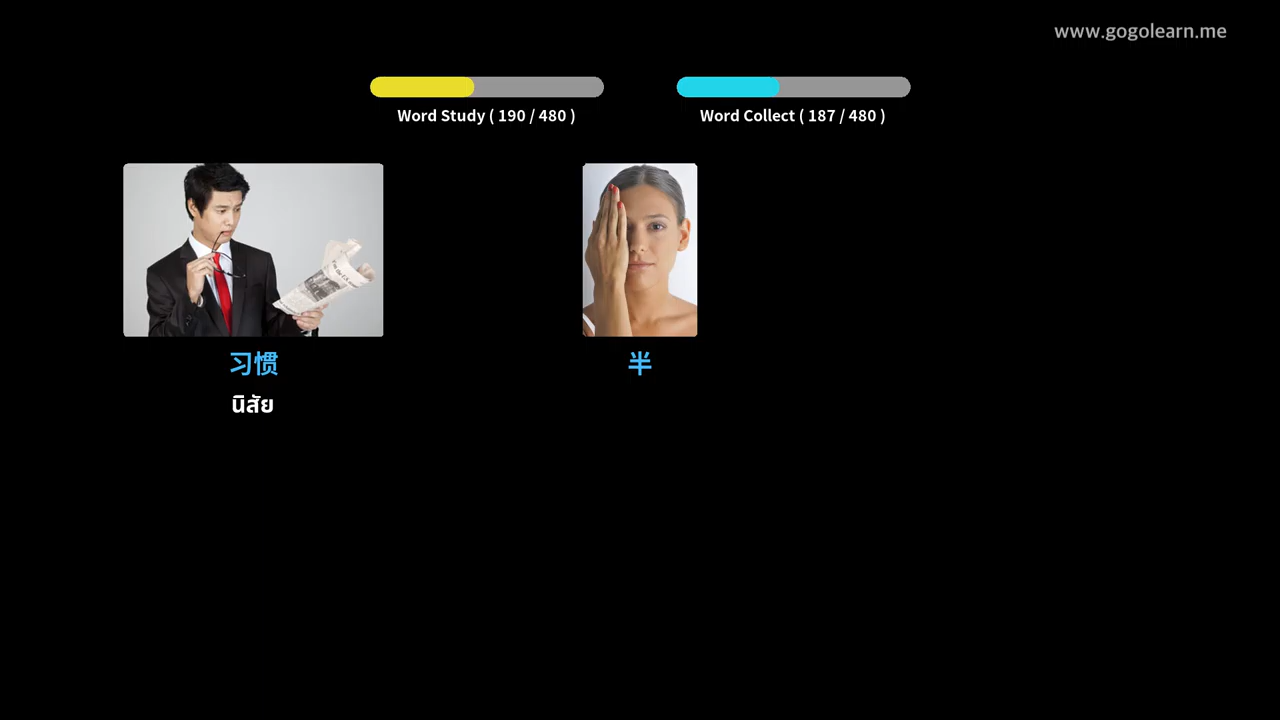 www.gogolearn.me
Word Study ( 190 / 480 )
Word Collect ( 187 / 480 )
习惯
半
นิสัย